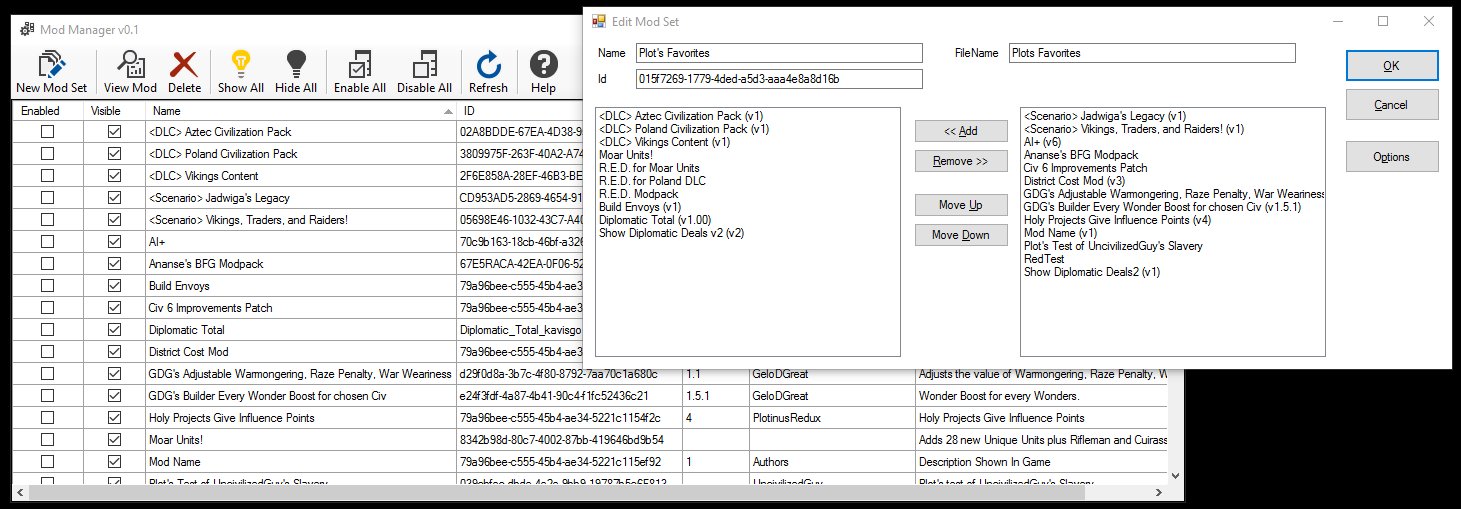 Mod Manager v0.1
New Mod Set View Mod Delete Show All Hide All Enable All Disable All Refresh Help
Enabled Visible Name ID
<DLC> Aztec Civilization Pack 02A8BDDE-67EA-4D38-9
<DLC> Poland Civilization Pack 3809975F-263F-40A2-A74
<DLC> Vikings Content 2F6E858A-28EF-46B3-BE
<Scenario> Jadwiga's Legacy CD953AD5-2869-4654-91
<Scenario> Vikings, Traders, and Raiders! 05698E46-1032-43C7-A40
AI+ 70c9b163-18cb-46bf-a326
Ananse's BFG Modpack 67E5RACA-42EA-0F06-52
Build Envoys 79a96bee-c555-45b4-ae3
Civ 6 Improvements Patch 79a96bee-c555-45b4-ae3
Diplomatic Total Diplomatic_Total_kavisgo
District Cost Mod 79a96bee-c555-45b4-ae3
GDG's Adjustable Warmongering, Raze Penalty, War Weariness d29f0d8a-3b7c-4f80-8792-7aa70c1a680c 1.1 GeloDGreat Adjusts the value of Warmongering, Raze Penalty, W
GDG's Builder Every Wonder Boost for chosen Civ e24f3fdf-4a87-4b41-90c4-f1fc52436c21 1.5.1 GeloDGreat Wonder Boost for every Wonders.
Holy Projects Give Influence Points 79a96bee-c555-45b4-ae34-5221c1154f2c 4 PlotinusRedux Holy Projects Give Influence Points
Moar Units! 8342b98d-80c7-4002-87bb-419646bd9b54 Adds 28 new Unique Units plus Rifleman and Cuirass
Mod Name 79a96bee-c555-45b4-ae34-5221c115ef92 1 Authors Description Shown In Game
Plot's Test of UncivilizedGuy's Slavery UncivilizedGuy Plot's test of UncivilizedGuy's Slavery
Edit Mod Set
Name Plot's Favorites FileName Plots Favorites
Id 015f7269-1779-4ded-a5d3-aaa4e8a8d16b
<DLC> Aztec Civilization Pack (v1)
<DLC> Poland Civilization Pack (v1)
<DLC> Vikings Content (v1)
Moar Units!
R.E.D. for Moar Units
R.E.D. for Poland DLC
R.E.D. Modpack
Build Envoys (v1)
Diplomatic Total (v1.00)
Show Diplomatic Deals v2 (v2)
<< Add
Remove >>
Move Up
Move Down
<Scenario> Jadwiga's Legacy (v1)
<Scenario> Vikings, Traders, and Raiders! (v1)
AI+ (v6)
Ananse's BFG Modpack
Civ 6 Improvements Patch
District Cost Mod (v3)
GDG's Adjustable Warmongering, Raze Penalty, War Weariness
GDG's Builder Every Wonder Boost for chosen Civ (v1.5.1)
Holy Projects Give Influence Points (v4)
Mod Name (v1)
Plot's Test of UncivilizedGuy's Slavery
RedTest
Show Diplomatic Deals2 (v1)
OK
Cancel
Options